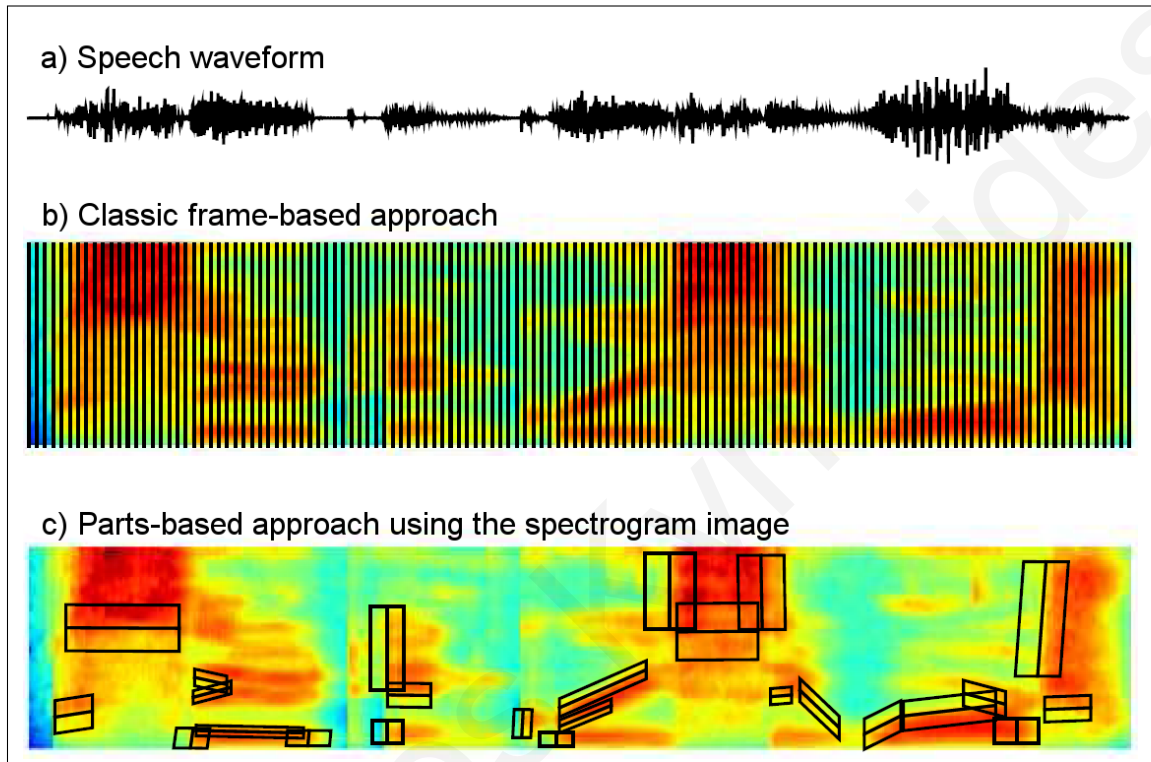 a) Speech waveform
b) Classic frame-based approach
c) Parts-based approach using the spectrogram image